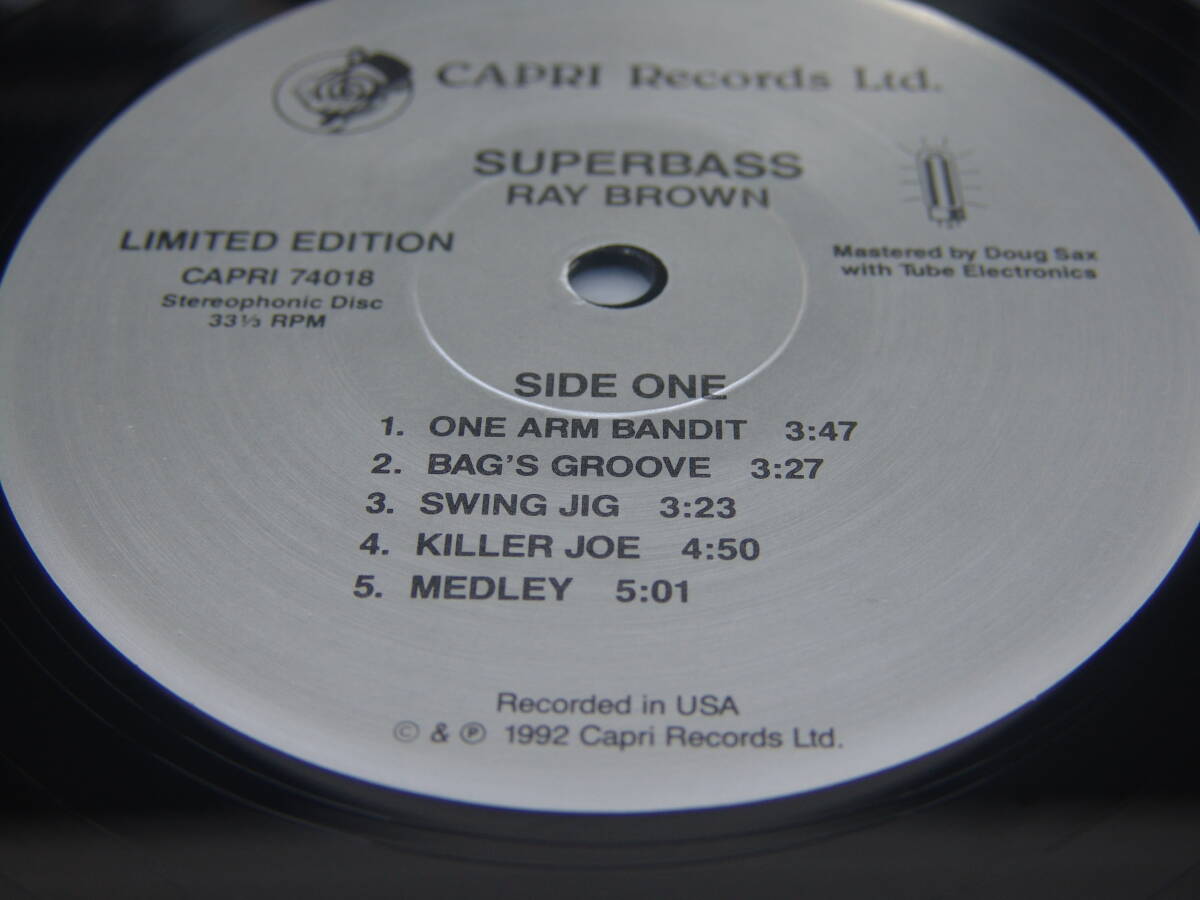 CAPRI Records Ltd.
SUPERBASS
RAY BROWN
LIMITED EDITION
CAPRI 74018
Stereophonic Disc
33⅓ RPM
Mastered by Doug Sax
with Tube Electronics
SIDE ONE
1. ONE ARM BANDIT 3:47
2. BAG'S GROOVE 3:27
3. SWING JIG 3:23
4. KILLER JOE 4:50
5. MEDLEY 5:01
Recorded in USA
© & ℗ 1992 Capri Records Ltd.